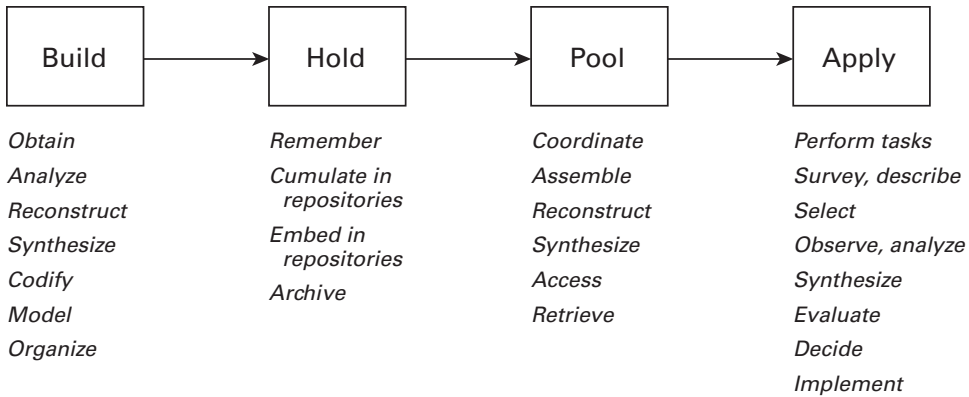 Build
Hold
Pool
Apply
Obtain
Analyze
Reconstruct
Synthesize
Codify
Model
Organize
Remember
Cumulate in
repositories
Embed in
repositories
Archive
Coordinate
Assemble
Reconstruct
Synthesize
Access
Retrieve
Perform tasks
Survey, describe
Select
Observe, analyze
Synthesize
Evaluate
Decide
Implement